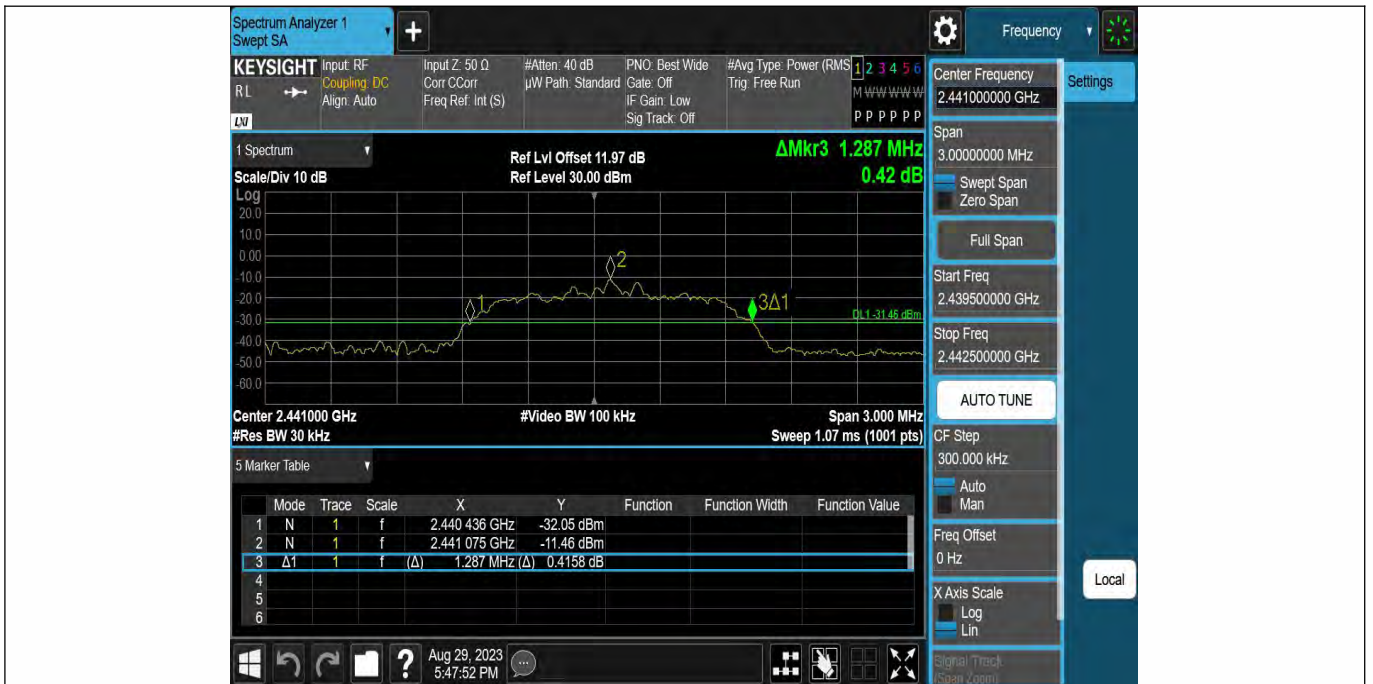 Spectrum Analyzer 1
Swept SA
Frequency
KEYSIGHT
RL
LXI
Input: RF
Coupling: DC
Align: Auto
Input Z: 50 Ω
Corr CCorr
Freq Ref: Int (S)
#Atten: 40 dB
µW Path: Standard
PNO: Best Wide
Gate: Off
IF Gain: Low
Sig Track: Off
#Avg Type: Power (RMS
Trig: Free Run
1 2 3 4 5 6
M W W W W W
P P P P P P
1 Spectrum
Scale/Div 10 dB
Ref Lvl Offset 11.97 dB
Ref Level 30.00 dBm
ΔMkr3 1.287 MHz
0.42 dB
Log
20.0
10.0
0.00
-10.0
-20.0
-30.0
-40.0
-50.0
-60.0
1
2
3Δ1
DL1 -31.46 dBm
Center 2.441000 GHz
#Res BW 30 kHz
#Video BW 100 kHz
Span 3.000 MHz
Sweep 1.07 ms (1001 pts)
5 Marker Table
Mode Trace Scale X Y Function Function Width Function Value
1 N 1 f 2.440 436 GHz -32.05 dBm
2 N 1 f 2.441 075 GHz -11.46 dBm
3 Δ1 1 f (Δ) 1.287 MHz (Δ) 0.4158 dB
4
5
6
Aug 29, 2023
5:47:52 PM
Center Frequency
2.441000000 GHz
Settings
Span
3.00000000 MHz
Swept Span
Zero Span
Full Span
Start Freq
2.439500000 GHz
Stop Freq
2.442500000 GHz
AUTO TUNE
CF Step
300.000 kHz
Auto
Man
Freq Offset
0 Hz
X Axis Scale
Log
Lin
Signal Track
(Span Zoom)
Local